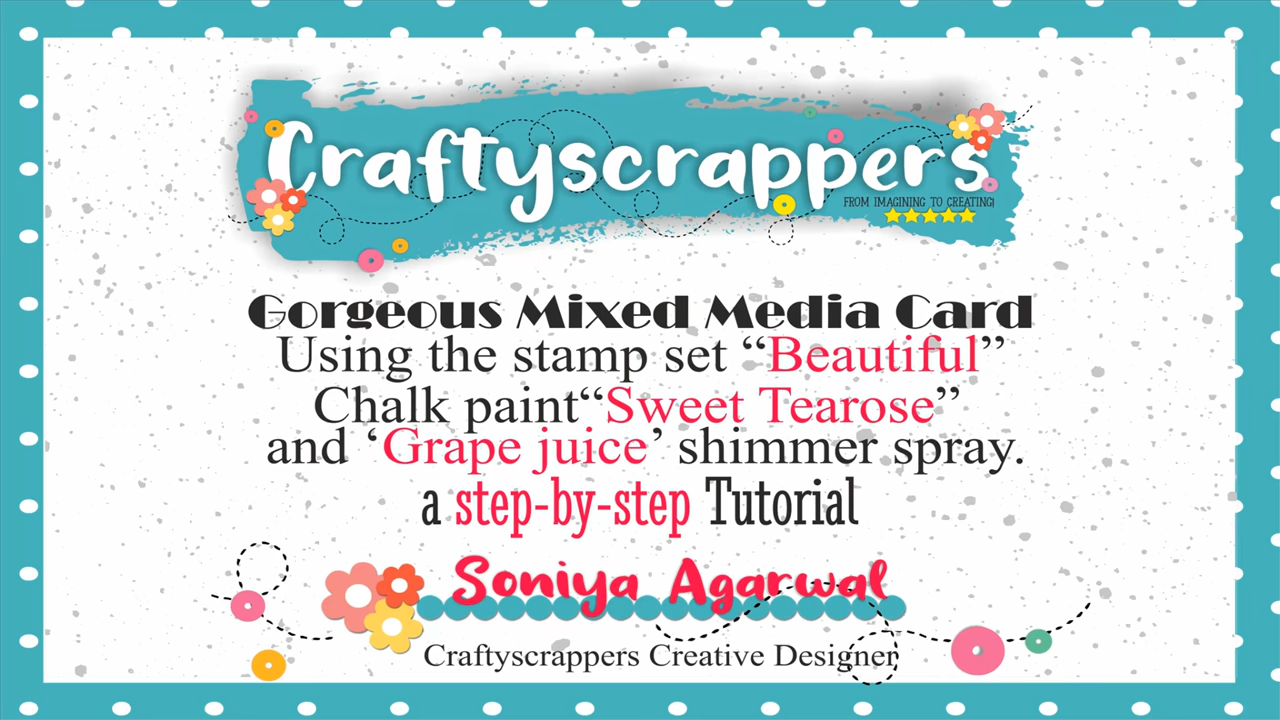 Craftyscrappers
FROM IMAGINING TO CREATING!
Gorgeous Mixed Media Card
Using the stamp set “Beautiful”
Chalk paint“Sweet Tearose”
and ‘Grape juice’ shimmer spray.
a step-by-step Tutorial
Soniya Agarwal
Craftyscrappers Creative Designer